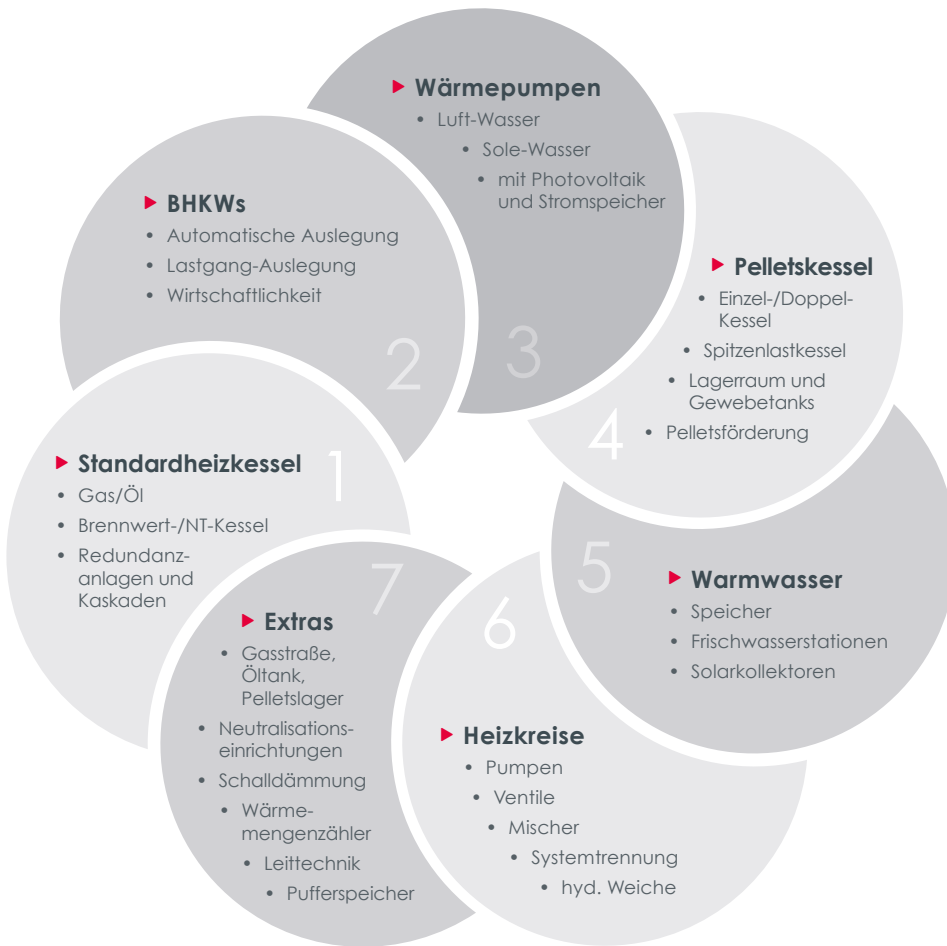 1
▶ Standardheizkessel
• Gas/Öl
• Brennwert-/NT-Kessel
• Redundanz-
anlagen und
Kaskaden
2
▶ BHKWs
• Automatische Auslegung
• Lastgang-Auslegung
• Wirtschaftlichkeit
3
▶ Wärmepumpen
• Luft-Wasser
• Sole-Wasser
• mit Photovoltaik
und Stromspeicher
4
▶ Pelletskessel
• Einzel-/Doppel-
Kessel
• Spitzenlastkessel
• Lagerraum und
Gewebetanks
• Pelletsförderung
5
▶ Warmwasser
• Speicher
• Frischwasserstationen
• Solarkollektoren
6
▶ Heizkreise
• Pumpen
• Ventile
• Mischer
• Systemtrennung
• hyd. Weiche
7
▶ Extras
• Gasstraße,
Öltank,
Pelletslager
• Neutralisations-
einrichtungen
• Schalldämmung
• Wärme-
mengenzähler
• Leittechnik
• Pufferspeicher